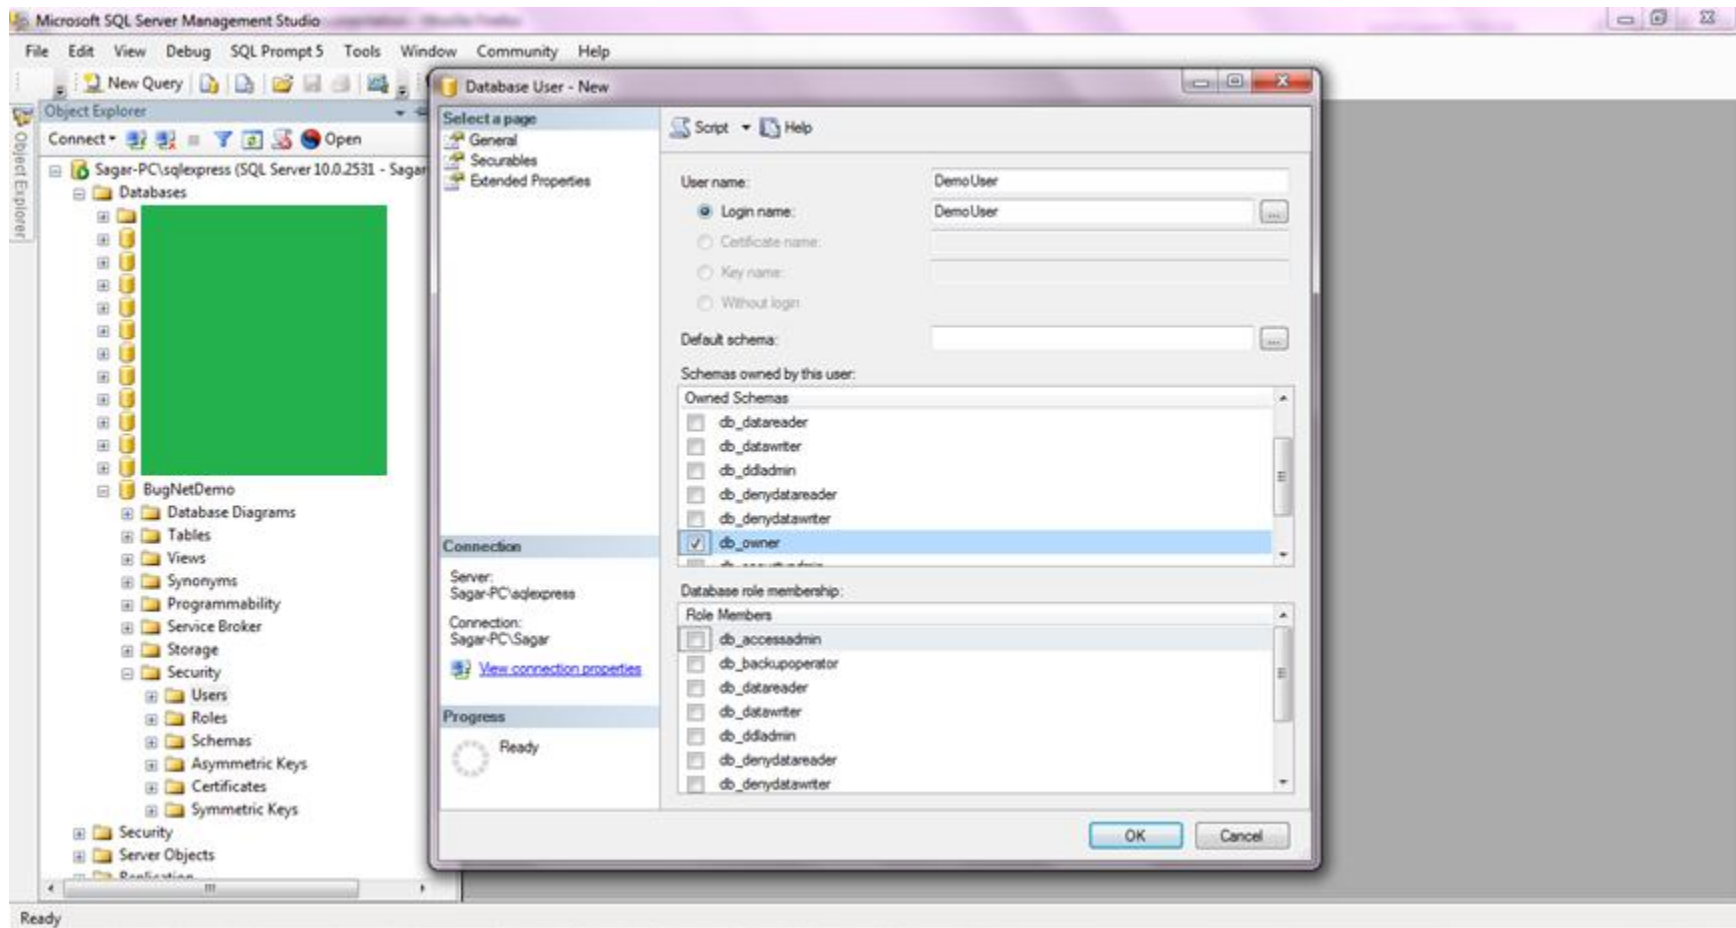 Microsoft SQL Server Management Studio
File Edit View Debug SQL Prompt 5 Tools Window Community Help
New Query
Object Explorer
Object Explorer
Connect Open
Sagar-PC\sqlexpress (SQL Server 10.0.2531 - Sagar
Databases
BugNetDemo
Database Diagrams
Tables
Views
Synonyms
Programmability
Service Broker
Storage
Security
Users
Roles
Schemas
Asymmetric Keys
Certificates
Symmetric Keys
Security
Server Objects
Replication
Database User - New
Select a page
General
Securables
Extended Properties
Connection
Server:
Sagar-PC\sqlexpress
Connection:
Sagar-PC\Sagar
View connection properties
Progress
Ready
Script Help
User name: DemoUser
Login name: DemoUser
Certificate name:
Key name:
Without login
Default schema:
Schemas owned by this user:
Owned Schemas
db_datareader
db_datawriter
db_ddladmin
db_denydatareader
db_denydatawriter
db_owner
db_securityadmin
Database role membership:
Role Members
db_accessadmin
db_backupoperator
db_datareader
db_datawriter
db_ddladmin
db_denydatareader
db_denydatawriter
OK Cancel
Ready